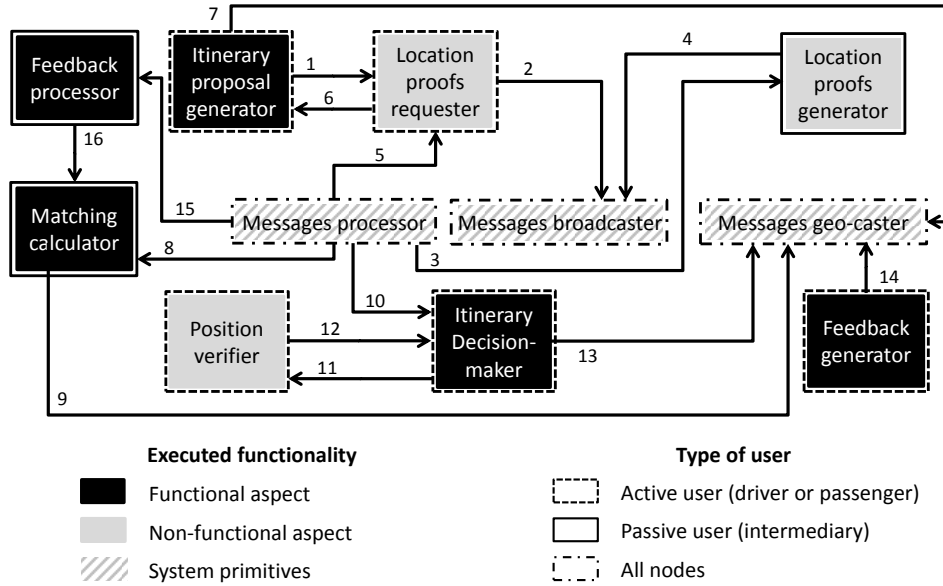 7
Feedback
processor
Itinerary
proposal
generator
1
6
Location
proofs
requester
2
4
Location
proofs
generator
16
5
Matching
calculator
15
8
Messages processor
Messages broadcaster
Messages geo-caster
3
10
14
Position
verifier
12
11
Itinerary
Decision-
maker
13
Feedback
generator
9
Executed functionality
Functional aspect
Non-functional aspect
System primitives
Type of user
Active user (driver or passenger)
Passive user (intermediary)
All nodes